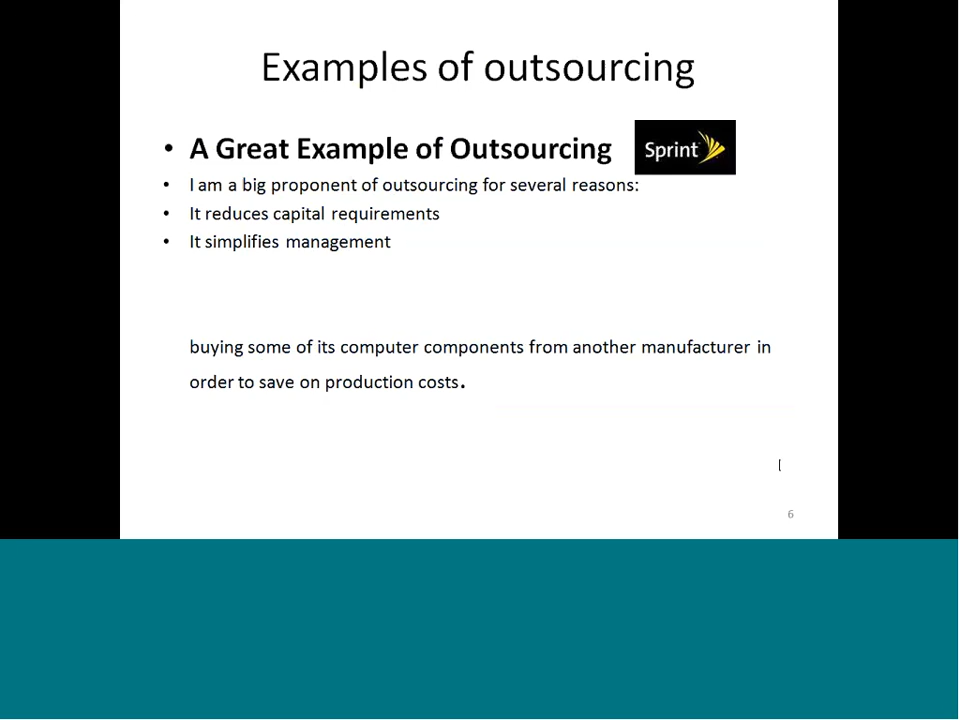 Examples of outsourcing
• A Great Example of Outsourcing
Sprint
• I am a big proponent of outsourcing for several reasons:
• It reduces capital requirements
• It simplifies management
buying some of its computer components from another manufacturer in
order to save on production costs.
6